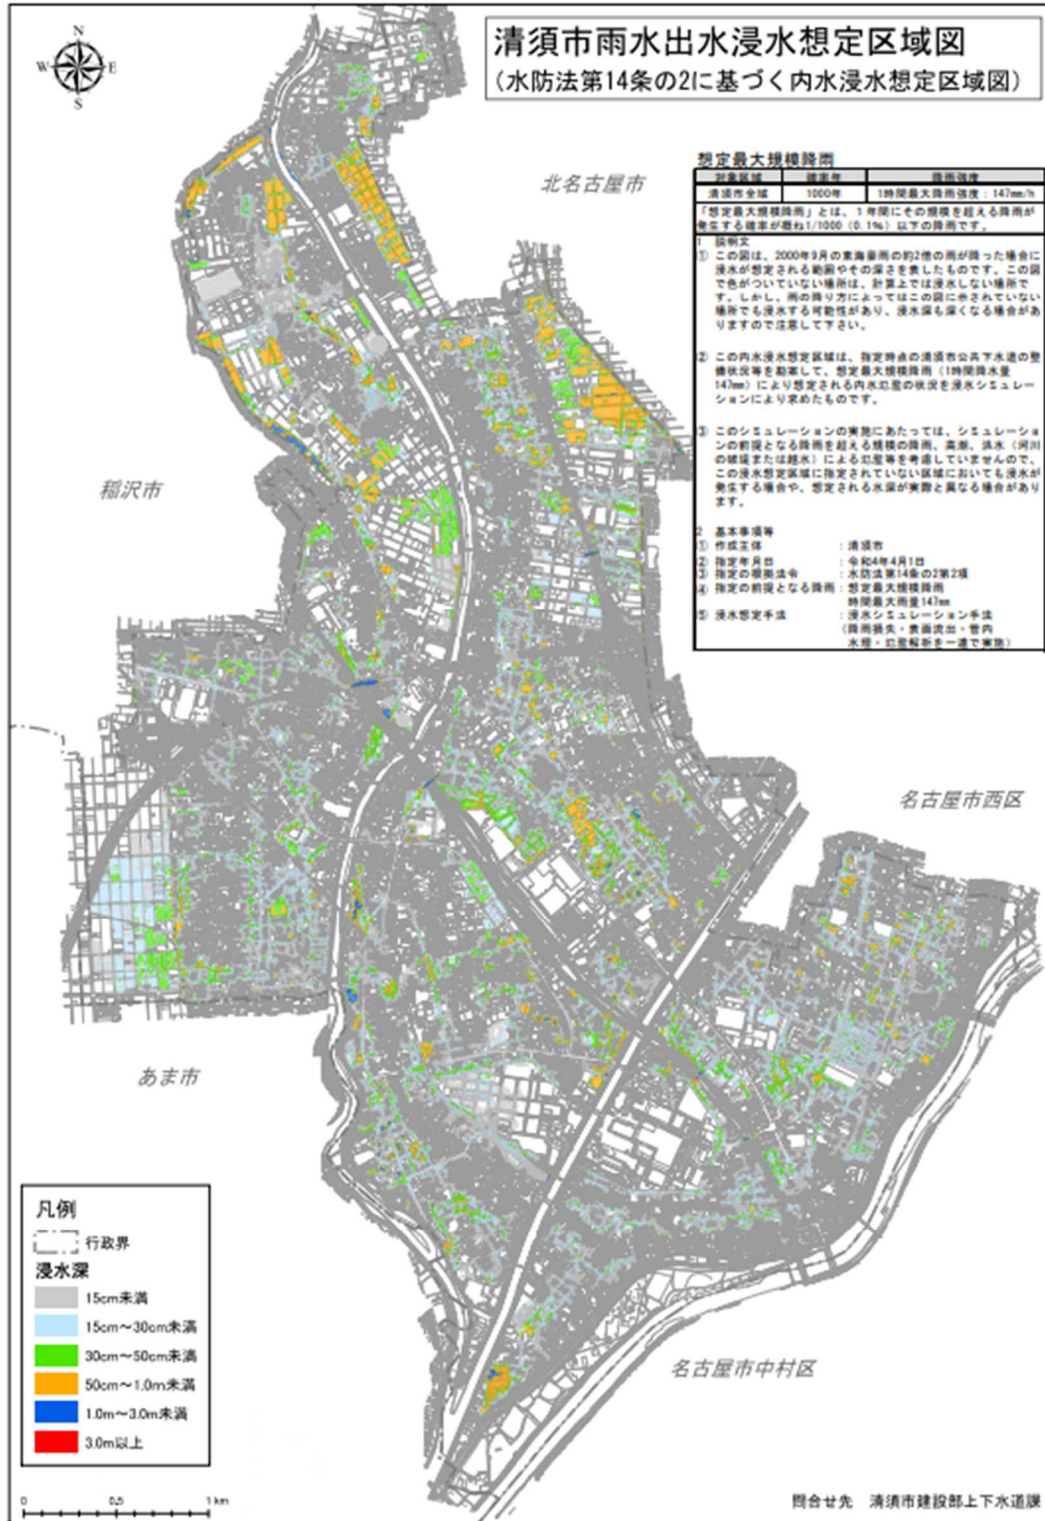 清須市雨水出水浸水想定区域図
(水防法第14条の2に基づく内水浸水想定区域図)
N
W E
S
北名古屋市
想定最大規模降雨
対象区域 確率年 降雨強度
清須市全域 1000年 1時間最大降雨強度:147mm/h
「想定最大規模降雨」とは、1年間にその規模を超える降雨が
発生する確率が概ね1/1000(0.1%)以下の降雨です。
1 説明文
① この図は、2000年9月の東海豪雨の約2倍の雨が降った場合に
浸水が想定される範囲やその深さを表したものです。この図
で色がついていない場所は、計算上では浸水しない場所で
す。しかし、雨の降り方によってはこの図に示されていない
場所でも浸水する可能性があり、浸水深も深くなる場合があ
りますので注意して下さい。
② この内水浸水想定区域は、指定時点の清須市公共下水道の整
備状況等を勘案して、想定最大規模降雨(1時間降水量
147mm)により想定される内水氾濫の状況を浸水シミュレー
ションにより求めたものです。
③ このシミュレーションの実施にあたっては、シミュレーショ
ンの前提となる降雨を超える規模の降雨、高潮、洪水(河川
の破堤または越水)による氾濫等を考慮していませんので、
この浸水想定区域に指定されていない区域においても浸水が
発生する場合や、想定される水深が実際と異なる場合があり
ます。
2 基本事項等
① 作成主体 :清須市
② 指定年月日 :令和4年4月1日
③ 指定の根拠法令 :水防法第14条の2第2項
④ 指定の前提となる降雨:想定最大規模降雨
時間最大雨量147mm
⑤ 浸水想定手法 :浸水シミュレーション手法
(降雨損失・表面流出・管内
水理・氾濫解析を一連で実施)
稲沢市
名古屋市西区
あま市
名古屋市中村区
凡例
行政界
浸水深
15cm未満
15cm～30cm未満
30cm～50cm未満
50cm～1.0m未満
1.0m～3.0m未満
3.0m以上
0 0.5 1 km
問合せ先 清須市建設部上下水道課